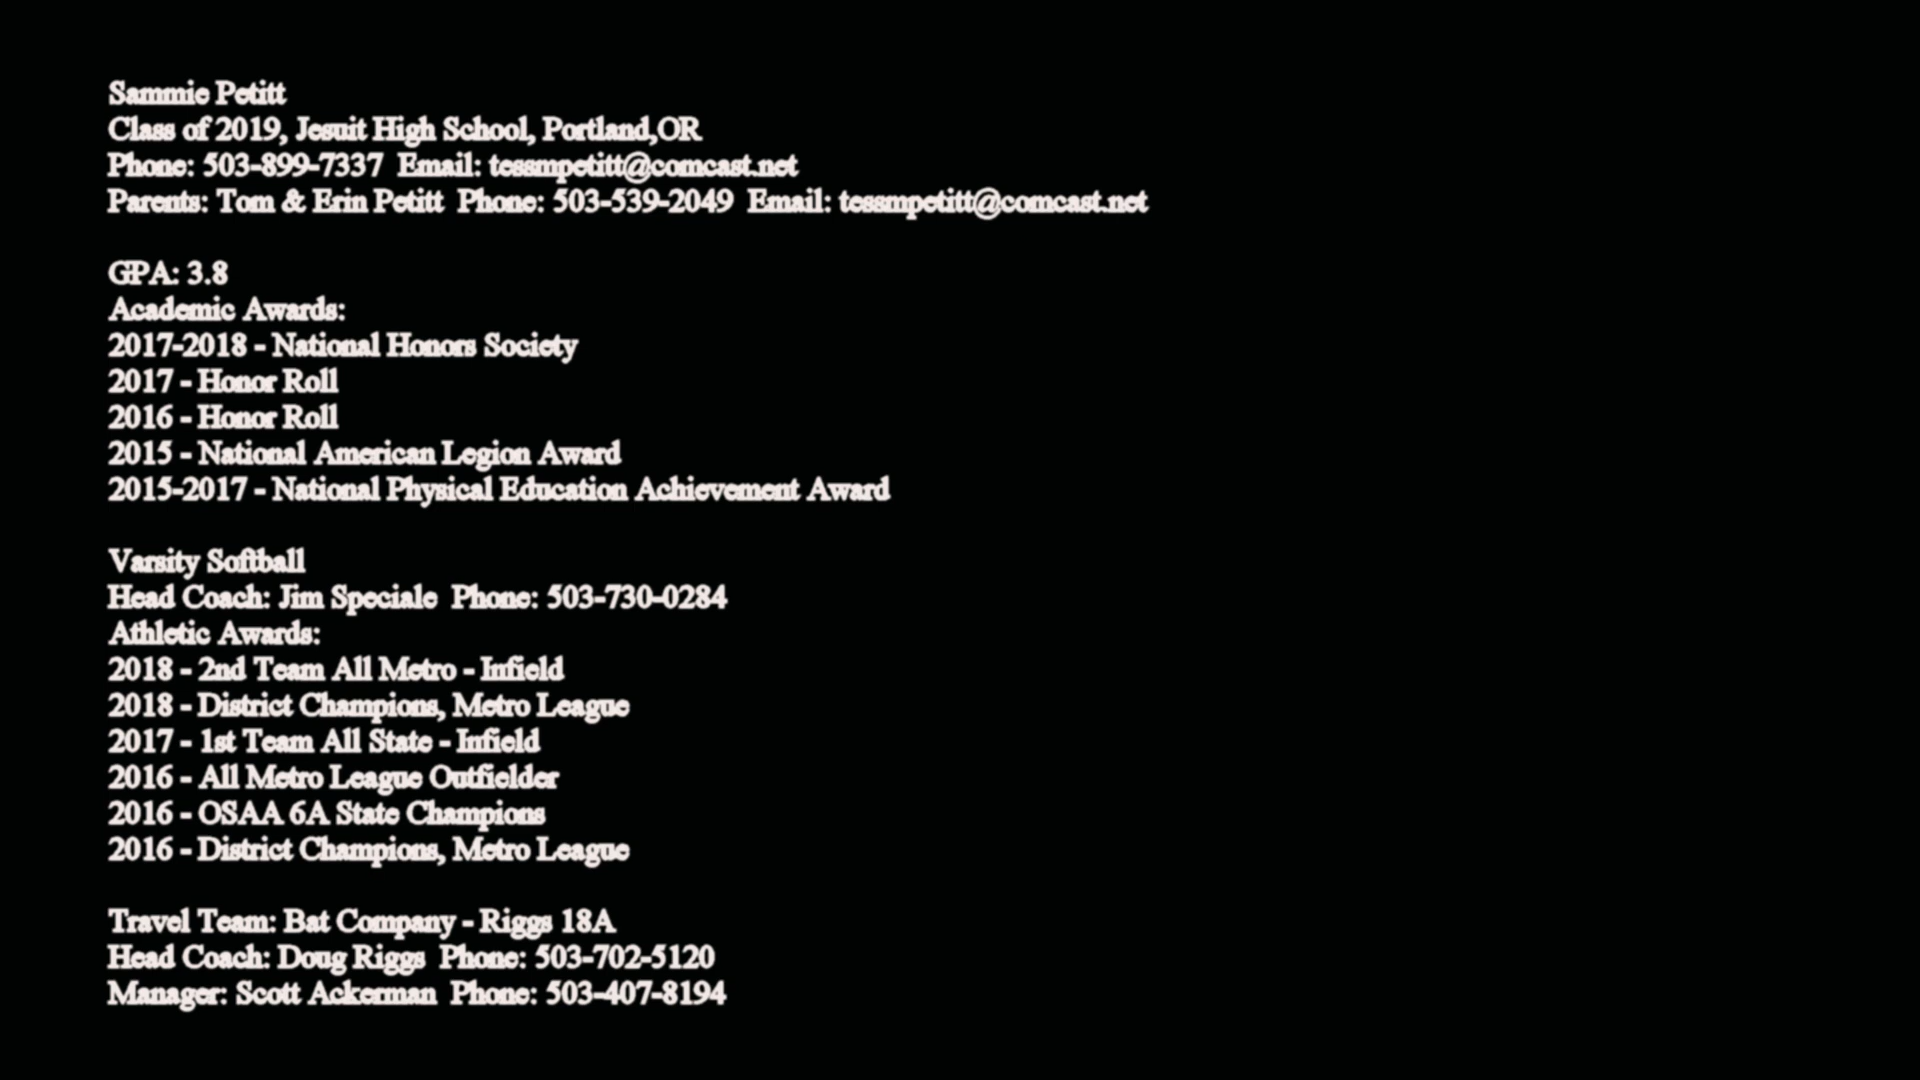 Sammie Petitt
Class of 2019, Jesuit High School, Portland,OR
Phone: 503-899-7337  Email: tessmpetitt@comcast.net
Parents: Tom & Erin Petitt  Phone: 503-539-2049  Email: tessmpetitt@comcast.net
GPA: 3.8
Academic Awards:
2017-2018 - National Honors Society
2017 - Honor Roll
2016 - Honor Roll
2015 - National American Legion Award
2015-2017 - National Physical Education Achievement Award
Varsity Softball
Head Coach: Jim Speciale  Phone: 503-730-0284
Athletic Awards:
2018 - 2nd Team All Metro - Infield
2018 - District Champions, Metro League
2017 - 1st Team All State - Infield
2016 - All Metro League Outfielder
2016 - OSAA 6A State Champions
2016 - District Champions, Metro League
Travel Team: Bat Company - Riggs 18A
Head Coach: Doug Riggs  Phone: 503-702-5120
Manager: Scott Ackerman  Phone: 503-407-8194